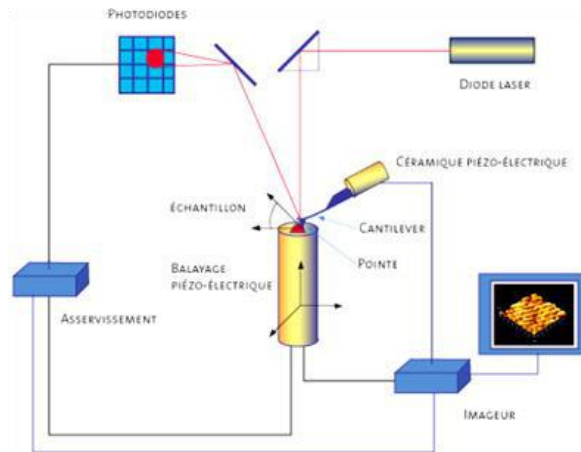 Photodiodes
Diode laser
Céramique piézo-électrique
échantillon
Cantilever
Balayage
piézo-électrique
Pointe
Asservissement
Imageur